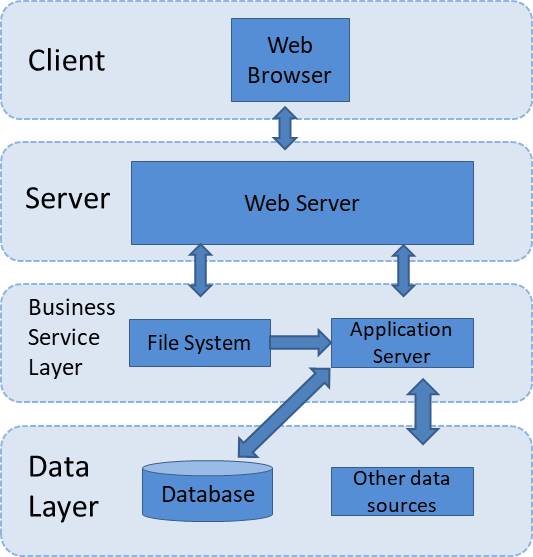 Client
Web
Browser
Server
Web Server
Business
Service
Layer
File System
Application
Server
Data
Layer
Database
Other data
sources